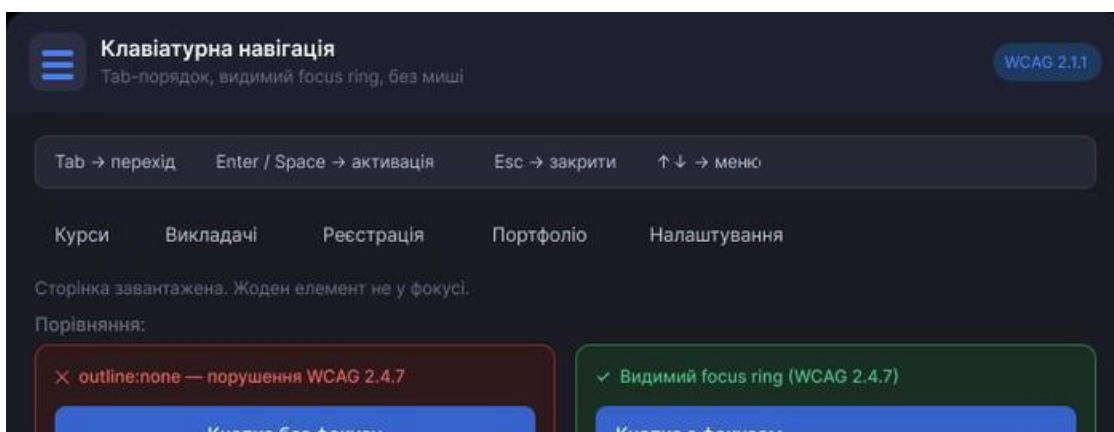 Клавіатурна навігація
Tab-порядок, видимий focus ring, без миші
WCAG 2.1.1
Tab → перехід Enter / Space → активація Esc → закрити ↑↓ → меню
Курси Викладачі Реєстрація Портфоліо Налаштування
Сторінка завантажена. Жоден елемент не у фокусі.
Порівняння:
✕ outline:none — порушення WCAG 2.4.7
✓ Видимий focus ring (WCAG 2.4.7)